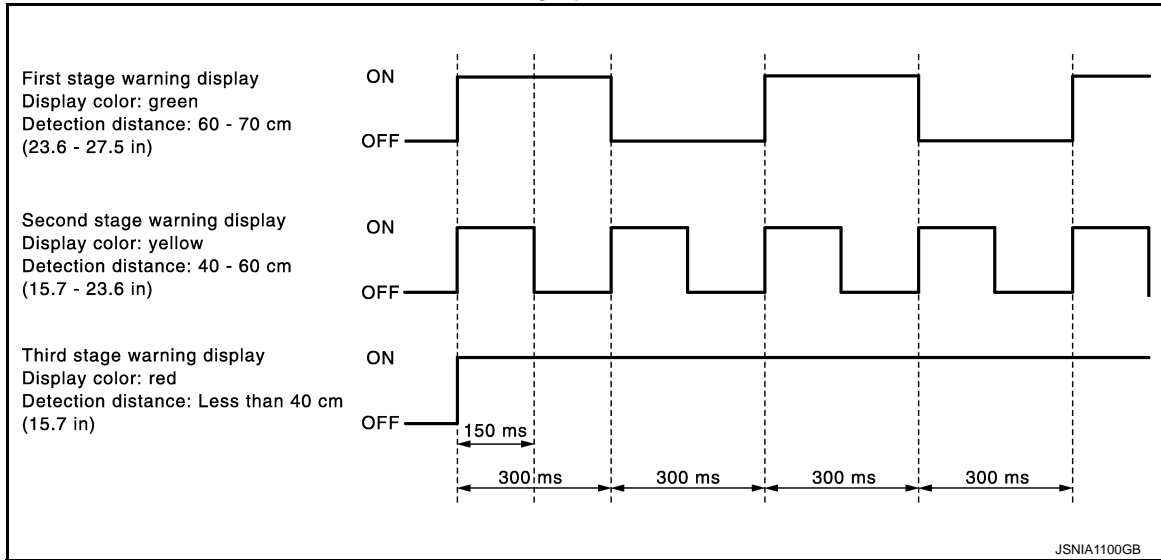 First stage warning display
Display color: green
Detection distance: 60 - 70 cm
(23.6 - 27.5 in)
ON
OFF
Second stage warning display
Display color: yellow
Detection distance: 40 - 60 cm
(15.7 - 23.6 in)
ON
OFF
Third stage warning display
Display color: red
Detection distance: Less than 40 cm
(15.7 in)
ON
OFF
150 ms
300 ms
300 ms
300 ms
300 ms
JSNIA1100GB